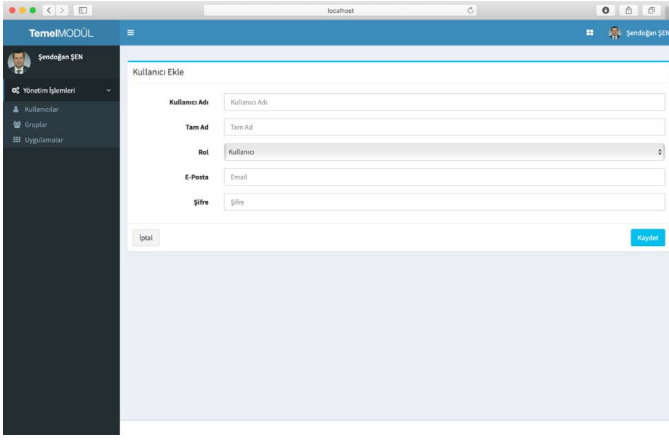 localhost
TemelMODÜL
Şendoğan ŞEN
Şendoğan ŞEN
Yönetim İşlemleri
Kullanıcılar
Gruplar
Uygulamalar
Kullanıcı Ekle
Kullanıcı Adı Kullanıcı Adı
Tam Ad Tam Ad
Rol Kullanıcı
E-Posta Email
Şifre Şifre
İptal Kaydet